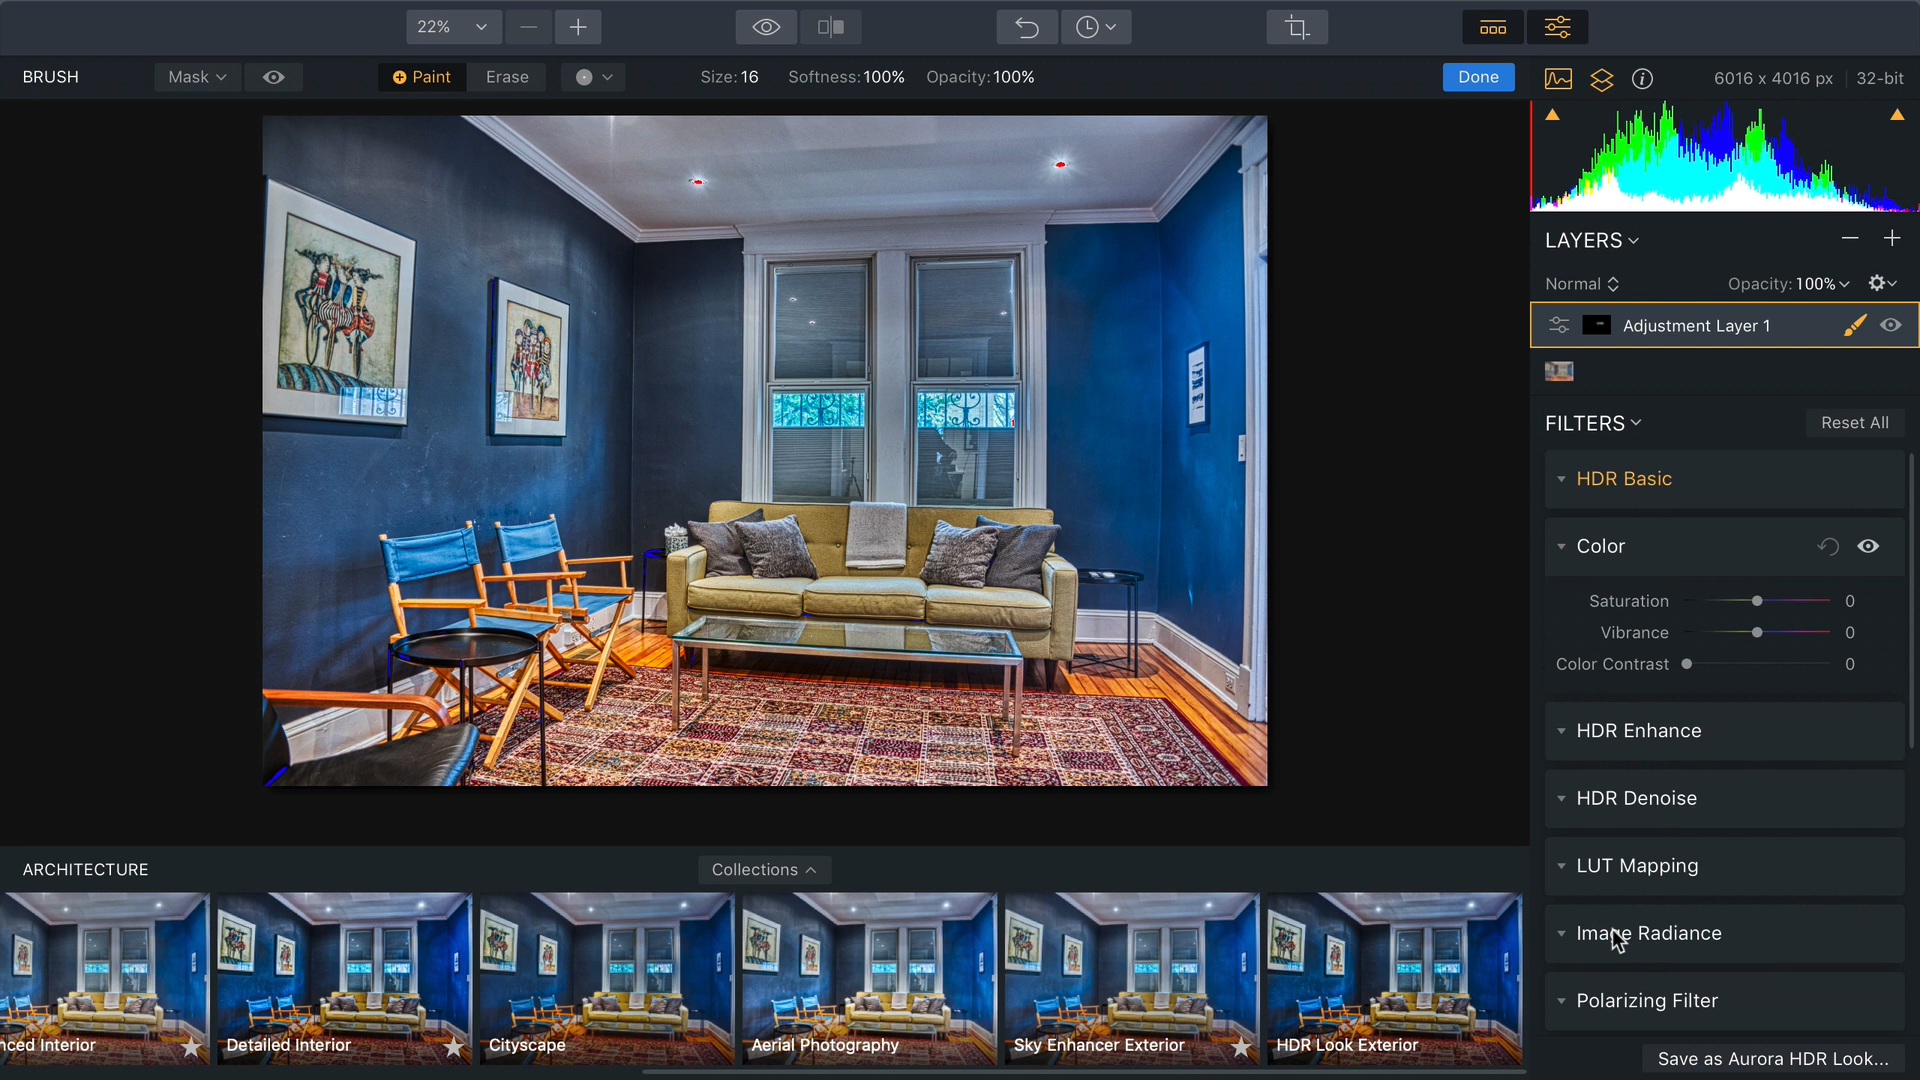 22%
BRUSH
Mask
Paint
Erase
Size: 16
Softness: 100%
Opacity: 100%
Done
6016 x 4016 px
32-bit
LAYERS
Normal
Opacity: 100%
Adjustment Layer 1
FILTERS
Reset All
HDR Basic
Color
Saturation 0
Vibrance 0
Color Contrast 0
HDR Enhance
HDR Denoise
LUT Mapping
Image Radiance
Polarizing Filter
Save as Aurora HDR Look...
ARCHITECTURE
Collections
nced Interior
Detailed Interior
Cityscape
Aerial Photography
Sky Enhancer Exterior
HDR Look Exterior